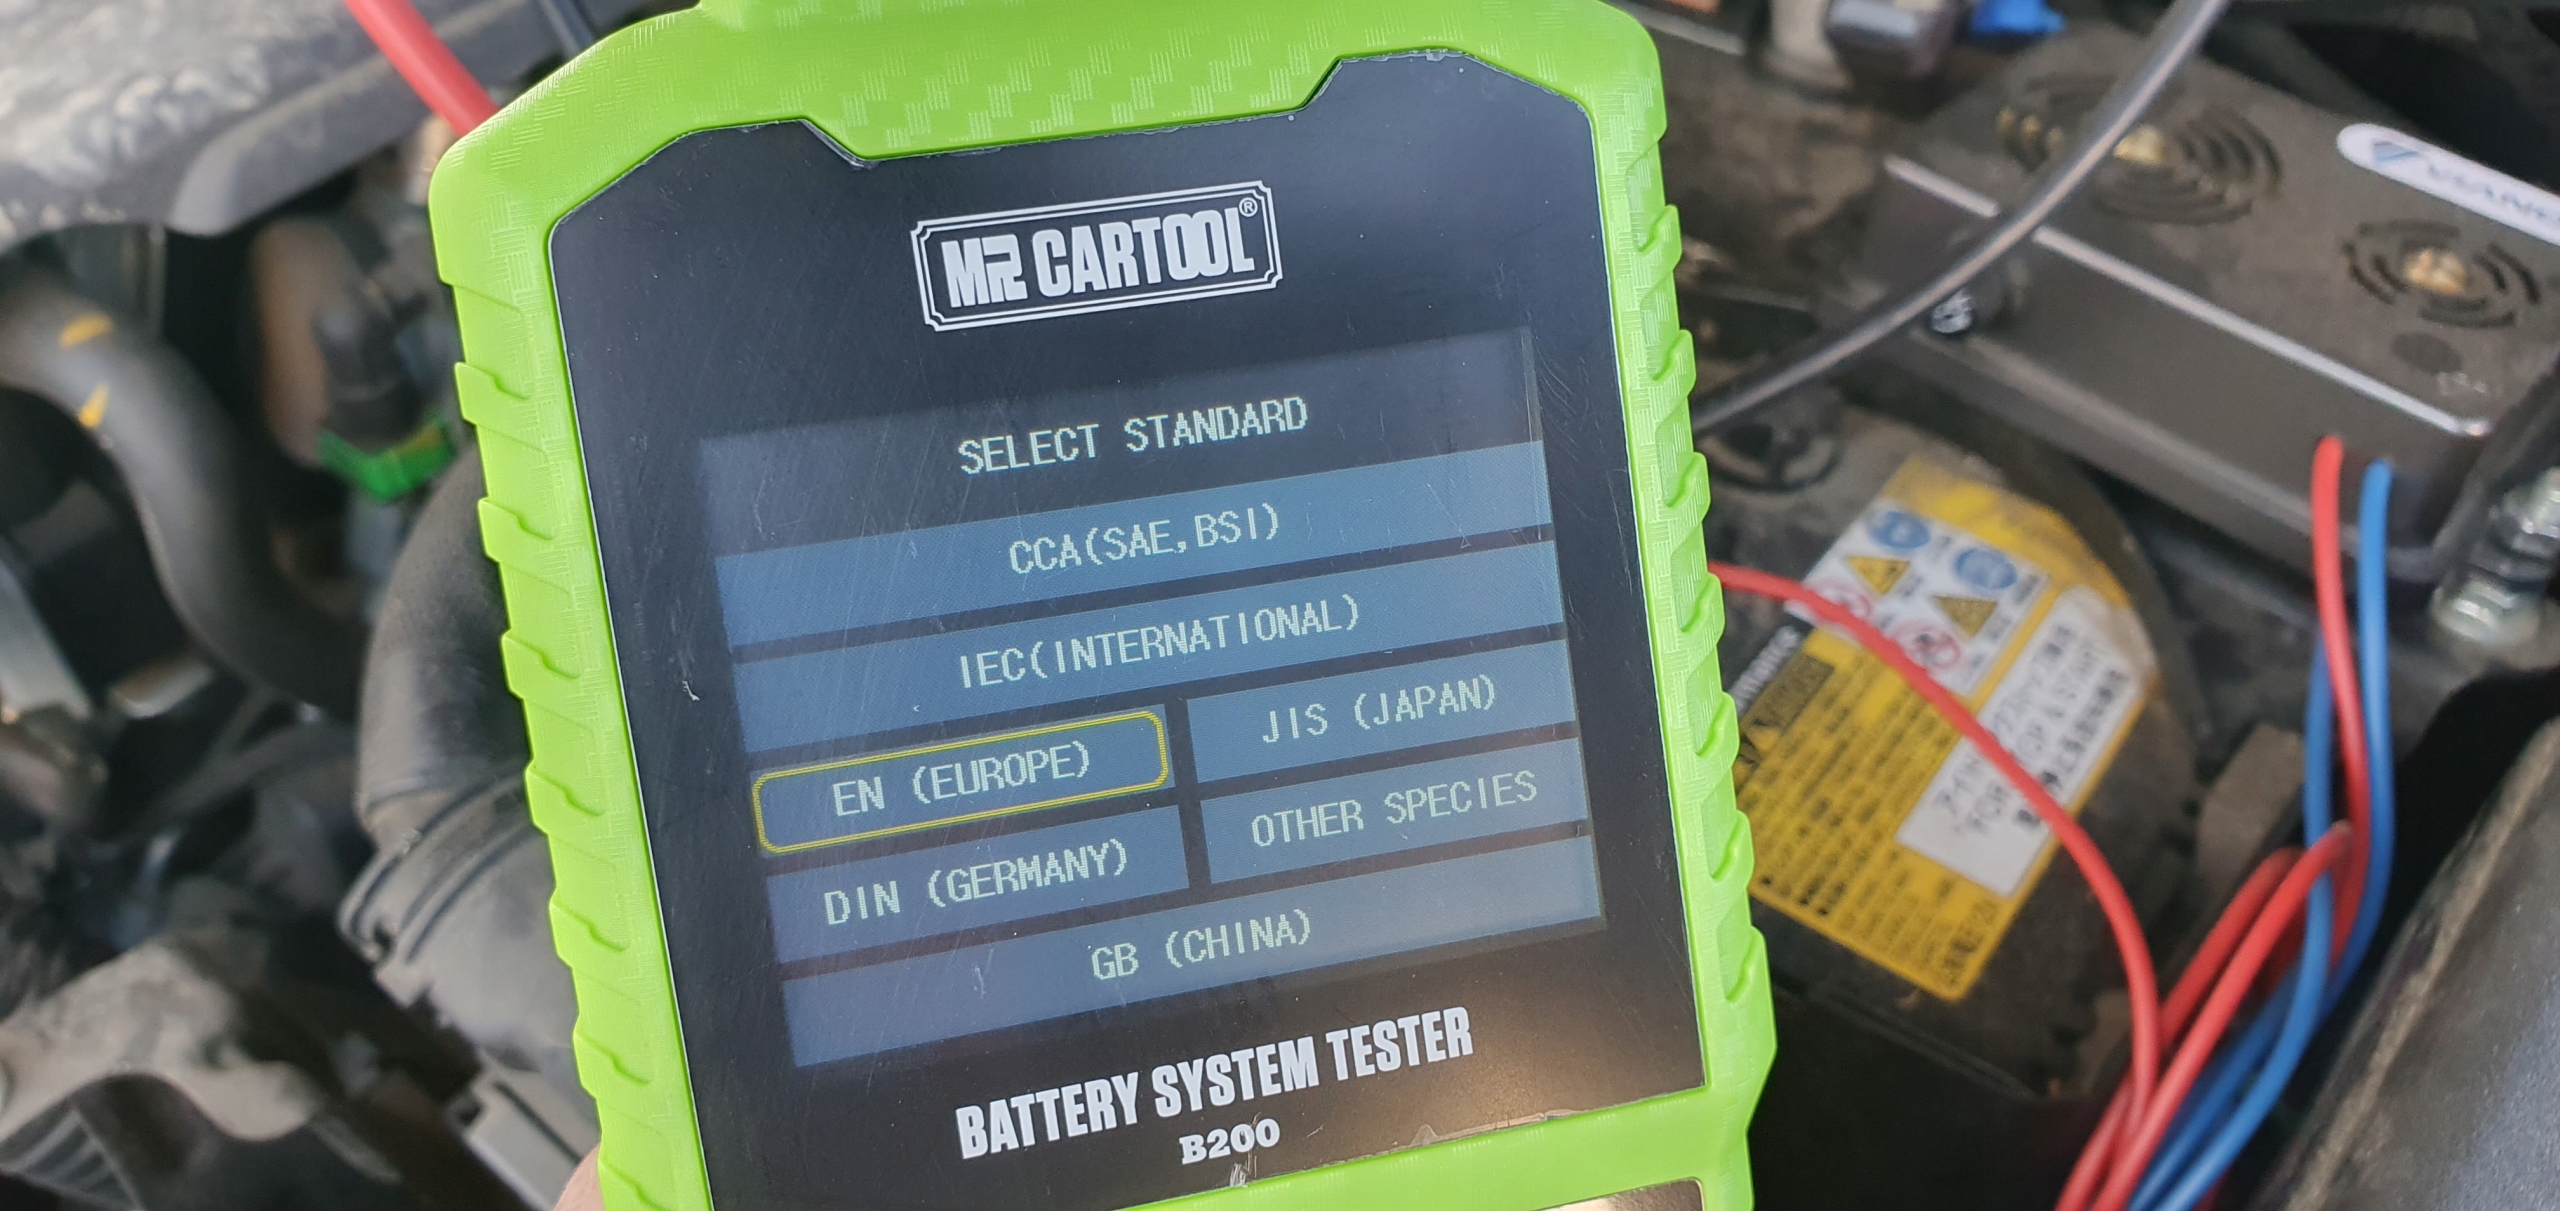 MR CARTOOL®
SELECT STANDARD
CCA(SAE,BSI)
IEC(INTERNATIONAL)
EN (EUROPE)
JIS (JAPAN)
DIN (GERMANY)
OTHER SPECIES
GB (CHINA)
BATTERY SYSTEM TESTER
B200